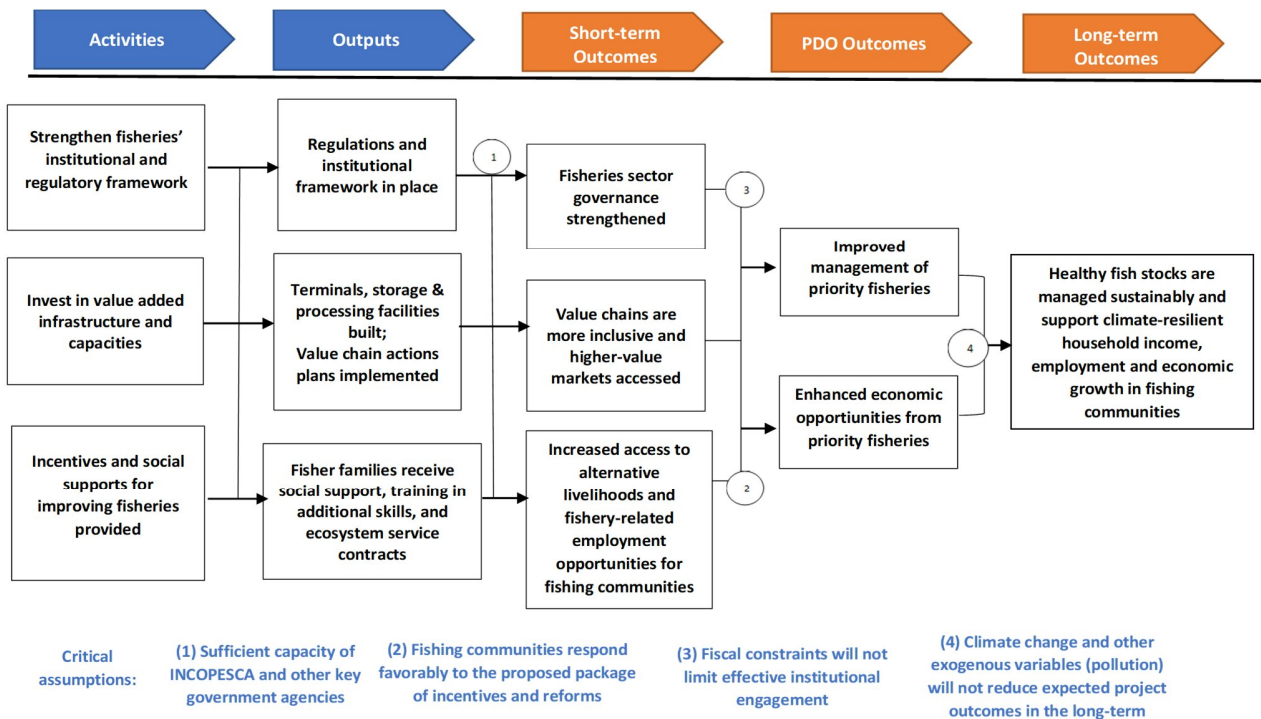 Activities
Outputs
Short-term
Outcomes
PDO Outcomes
Long-term
Outcomes
Strengthen fisheries'
institutional and
regulatory framework
Regulations and
institutional
framework in place
1
Fisheries sector
governance
strengthened
3
Improved
management of
priority fisheries
Invest in value added
infrastructure and
capacities
Terminals, storage &
processing facilities
built;
Value chain actions
plans implemented
Value chains are
more inclusive and
higher-value
markets accessed
4
Healthy fish stocks are
managed sustainably and
support climate-resilient
household income,
employment and economic
growth in fishing
communities
Enhanced economic
opportiunities from
priority fisheries
Incentives and social
supports for
improving fisheries
provided
Fisher families receive
social support, training in
additional skills, and
ecosystem service
contracts
Increased access to
alternative
livelihoods and
fishery-related
employment
opportunities for
fishing communities
2
Critical
assumptions:
(1) Sufficient capacity of
INCOPESCA and other key
government agencies
(2) Fishing communities respond
favorably to the proposed package
of incentives and reforms
(3) Fiscal constraints will not
limit effective institutional
engagement
(4) Climate change and other
exogenous variables (pollution)
will not reduce expected project
outcomes in the long-term